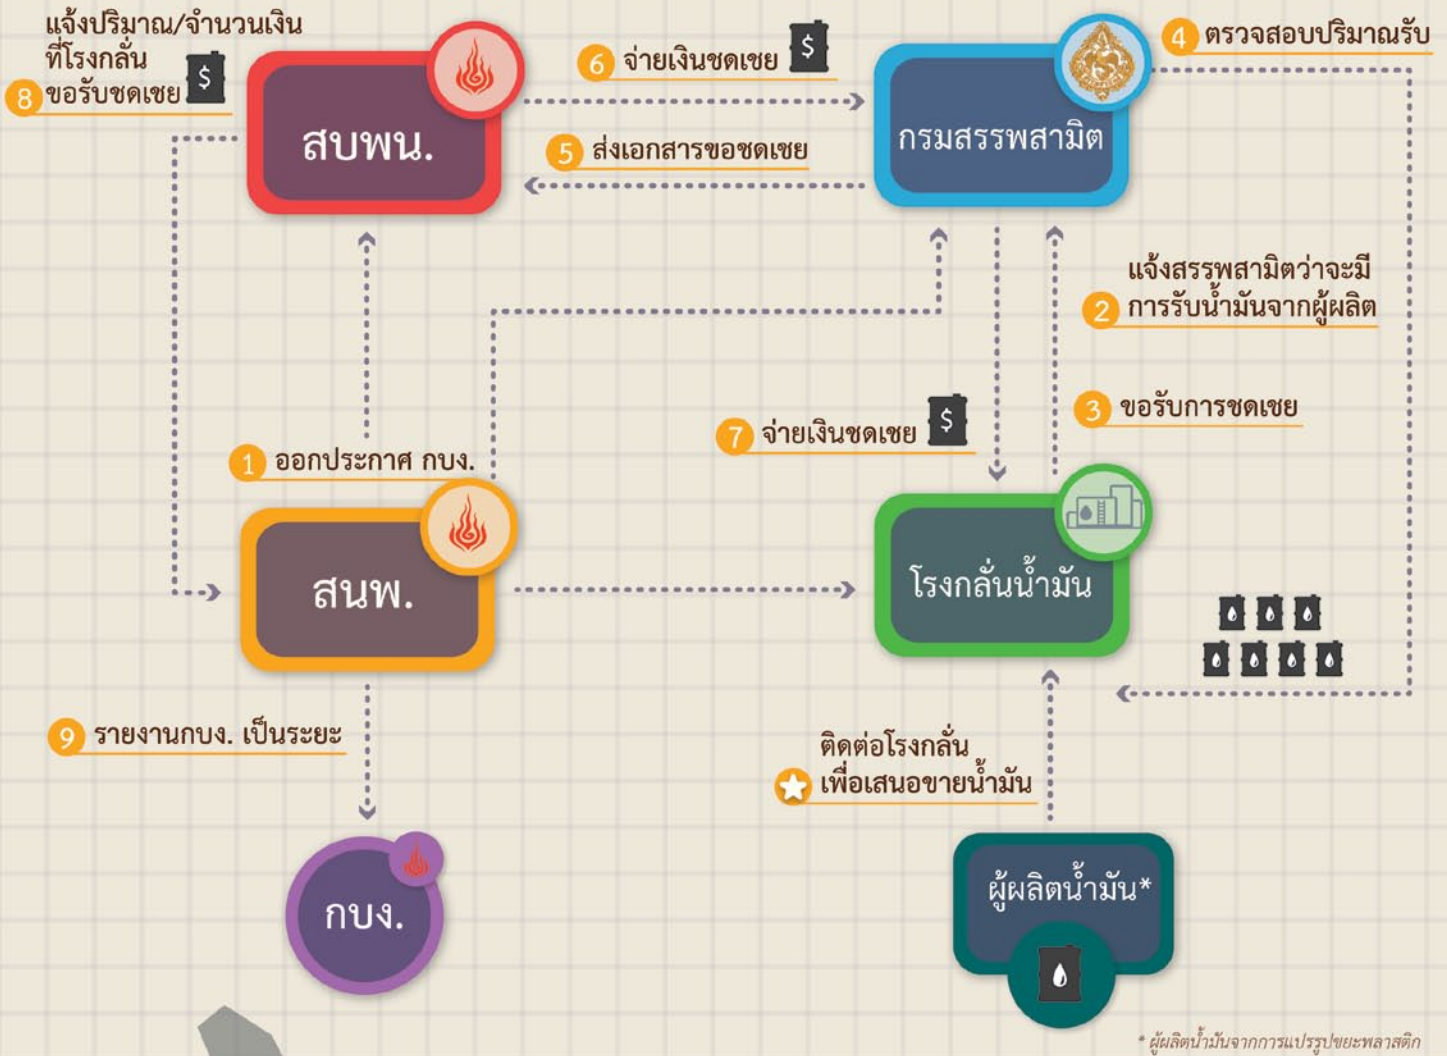 แจ้งปริมาณ/จำนวนเงิน
ที่โรงกลั่น
8 ขอรับชดเชย $
สบพน.
6 จ่ายเงินชดเชย $
5 ส่งเอกสารขอชดเชย
กรมสรรพสามิต
4 ตรวจสอบปริมาณรับ
แจ้งสรรพสามิตว่าจะมี
2 การรับน้ำมันจากผู้ผลิต
3 ขอรับการชดเชย
7 จ่ายเงินชดเชย $
1 ออกประกาศ กบง.
สนพ.
โรงกลั่นน้ำมัน
9 รายงานกบง. เป็นระยะ
ติดต่อโรงกลั่น
เพื่อเสนอขายน้ำมัน
กบง.
ผู้ผลิตน้ำมัน*
* ผู้ผลิตน้ำมันจากการแปรรูปขยะพลาสติก